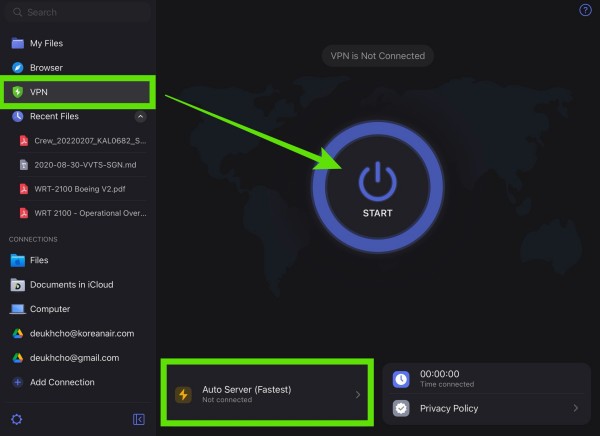 Search
My Files
Browser
VPN
Recent Files
Crew_20220207_KAL0682_S...
2020-08-30-VVTS-SGN.md
WRT-2100 Boeing V2.pdf
WRT 2100 - Operational Over...
CONNECTIONS
Files
Documents in iCloud
Computer
deukhcho@koreanair.com
deukhcho@gmail.com
Add Connection
?
VPN is Not Connected
START
Auto Server (Fastest)
Not connected
00:00:00
Time connected
Privacy Policy